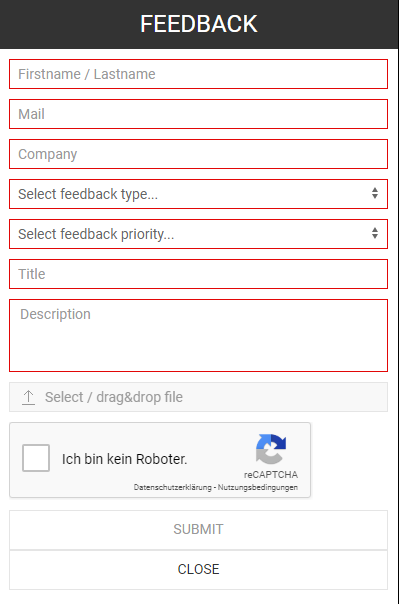 FEEDBACK
Firstname / Lastname
Mail
Company
Select feedback type...
Select feedback priority...
Title
Description
Select / drag&drop file
Ich bin kein Roboter.
reCAPTCHA
Datenschutzerklärung - Nutzungsbedingungen
SUBMIT
CLOSE